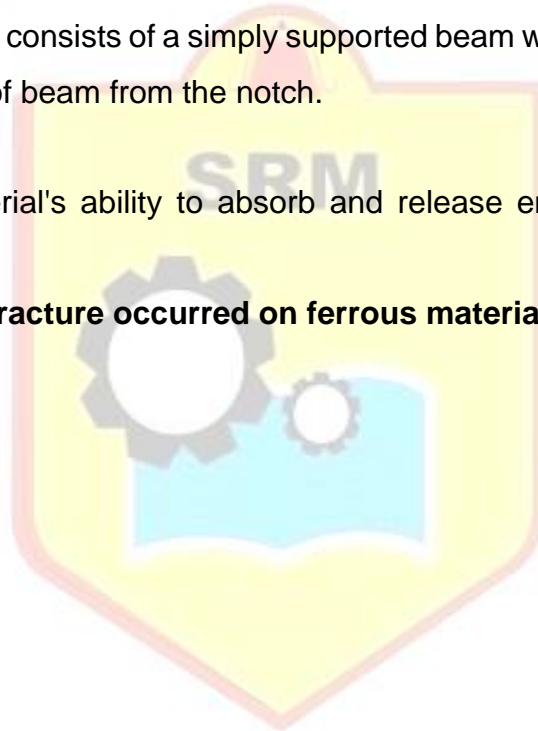 consists of a simply supported beam w
of beam from the notch.
SRM
erial's ability to absorb and release en
racture occurred on ferrous materia